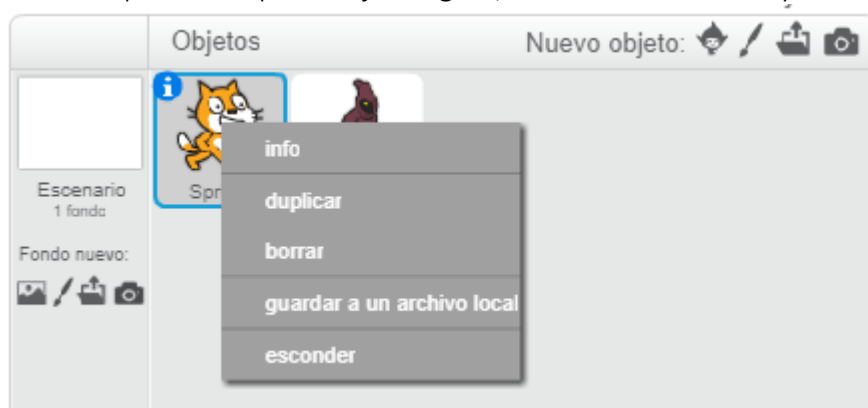 Objetos
Nuevo objeto:
info
duplicar
borrar
guardar a un archivo local
esconder
Spr
Escenario
1 fondo
Fondo nuevo: